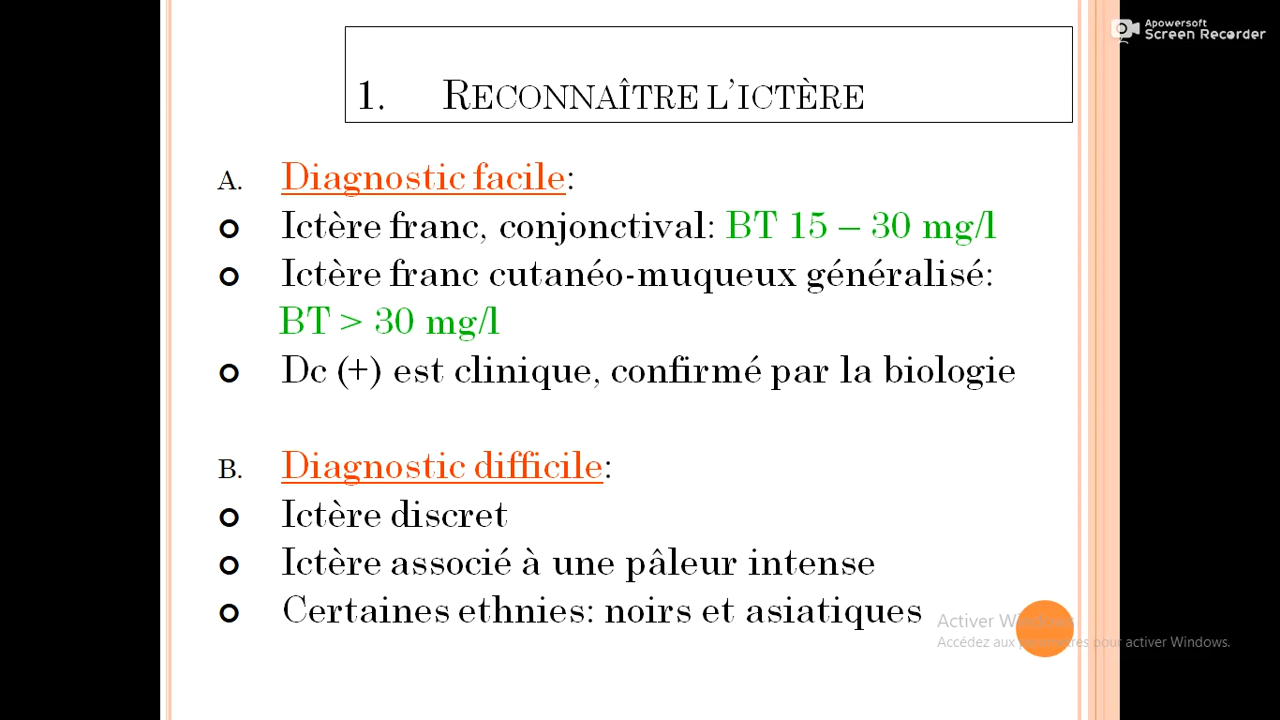 Apowersoft
Screen Recorder
1. RECONNAÎTRE L’ICTÈRE
A. Diagnostic facile:
Ictère franc, conjonctival: BT 15 – 30 mg/l
Ictère franc cutanéo-muqueux généralisé:
BT > 30 mg/l
Dc (+) est clinique, confirmé par la biologie
B. Diagnostic difficile:
Ictère discret
Ictère associé à une pâleur intense
Certaines ethnies: noirs et asiatiques
Activer Windows
Accédez aux paramètres pour activer Windows.